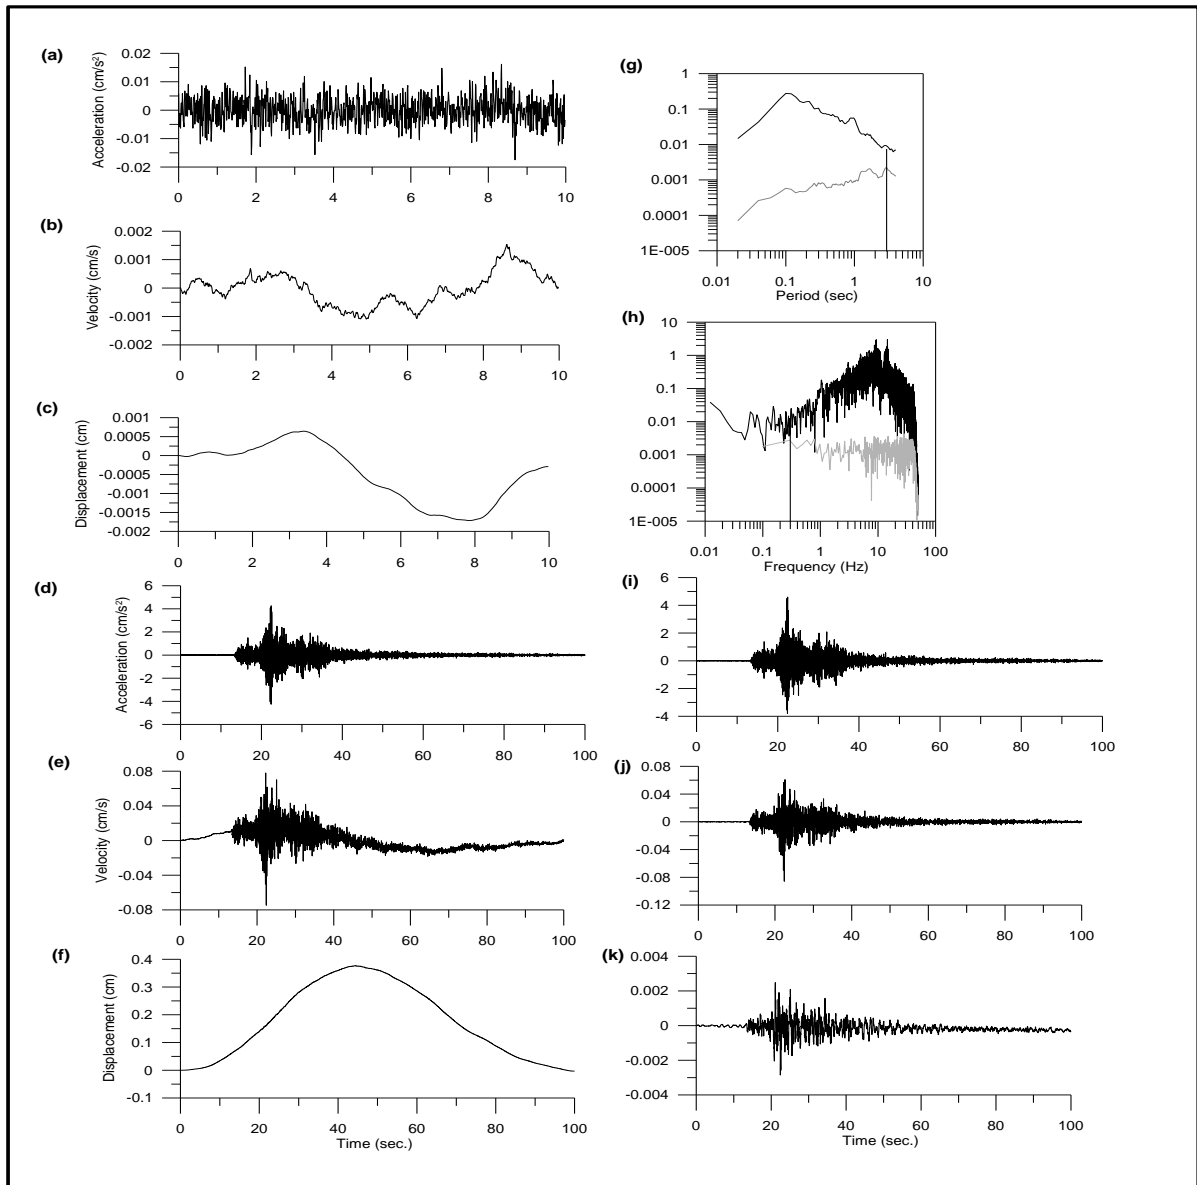 (a)
Acceleration (cm/s²)
0.02
0.01
0
-0.01
-0.02
0 2 4 6 8 10
(b)
Velocity (cm/s)
0.002
0.001
0
-0.001
-0.002
0 2 4 6 8 10
(c)
Displacement (cm)
0.001
0.0005
0
-0.0005
-0.001
-0.0015
-0.002
0 2 4 6 8 10
(d)
Acceleration (cm/s²)
6
4
2
0
-2
-4
-6
0 20 40 60 80 100
(e)
Velocity (cm/s)
0.08
0.04
0
-0.04
-0.08
0 20 40 60 80 100
(f)
Displacement (cm)
0.4
0.3
0.2
0.1
0
-0.1
0 20 40 60 80 100
Time (sec.)
(g)
1
0.1
0.01
0.001
0.0001
1E-005
0.01 0.1 1 10
Period (sec)
(h)
10
1
0.1
0.01
0.001
0.0001
1E-005
0.01 0.1 1 10 100
Frequency (Hz)
(i)
6
4
2
0
-2
-4
0 20 40 60 80 100
(j)
0.08
0.04
0
-0.04
-0.08
-0.12
0 20 40 60 80 100
(k)
0.004
0.002
0
-0.002
-0.004
0 20 40 60 80 100
Time (sec.)